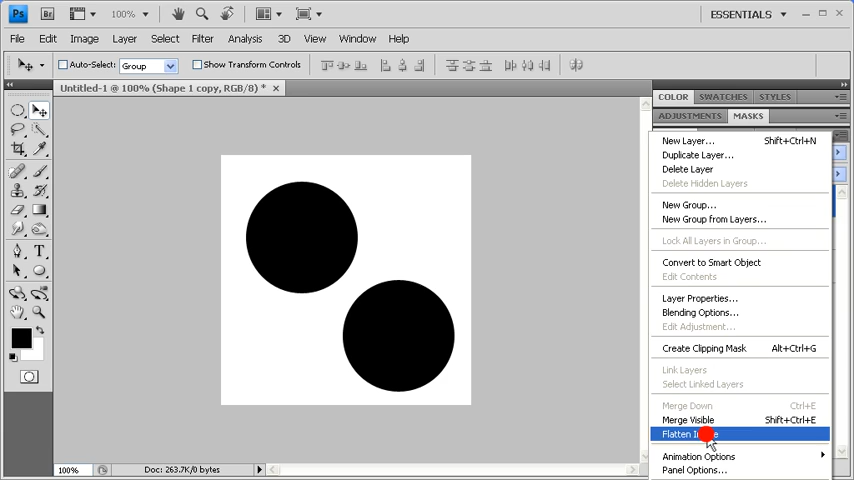 Ps Br 100% ESSENTIALS
File Edit Image Layer Select Filter Analysis 3D View Window Help
Auto-Select: Group Show Transform Controls
Untitled-1 @ 100% (Shape 1 copy, RGB/8) * ×
COLOR SWATCHES STYLES
ADJUSTMENTS MASKS
New Layer... Shift+Ctrl+N
Duplicate Layer...
Delete Layer
Delete Hidden Layers
New Group...
New Group from Layers...
Lock All Layers in Group...
Convert to Smart Object
Edit Contents
Layer Properties...
Blending Options...
Edit Adjustment...
Create Clipping Mask Alt+Ctrl+G
Link Layers
Select Linked Layers
Merge Down Ctrl+E
Merge Visible Shift+Ctrl+E
Flatten
Animation Options
Panel Options...
T
100% Doc: 263.7K/0 bytes